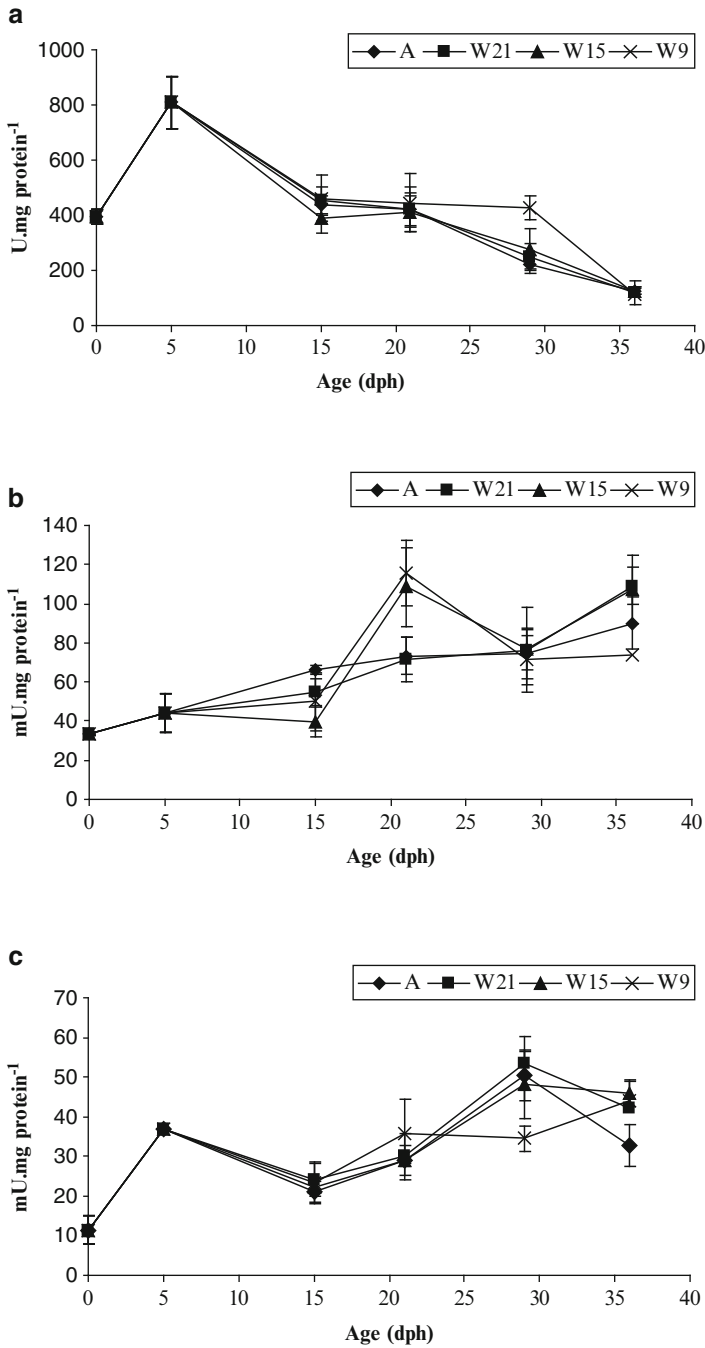 a
A W21 W15 W9
1000
800
600
400
200
0
U.mg protein-1
0 5 10 15 20 25 30 35 40
Age (dph)
b
A W21 W15 W9
140
120
100
80
60
40
20
0
mU.mg protein-1
0 5 10 15 20 25 30 35 40
Age (dph)
c
A W21 W15 W9
70
60
50
40
30
20
10
0
mU.mg protein-1
0 5 10 15 20 25 30 35 40
Age (dph)